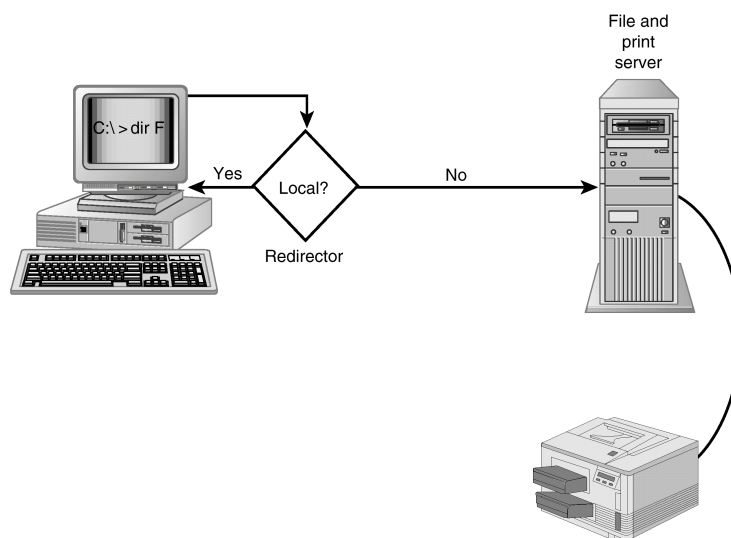 File and
print
server
C:\ >dir F
Yes
Local?
No
Redirector